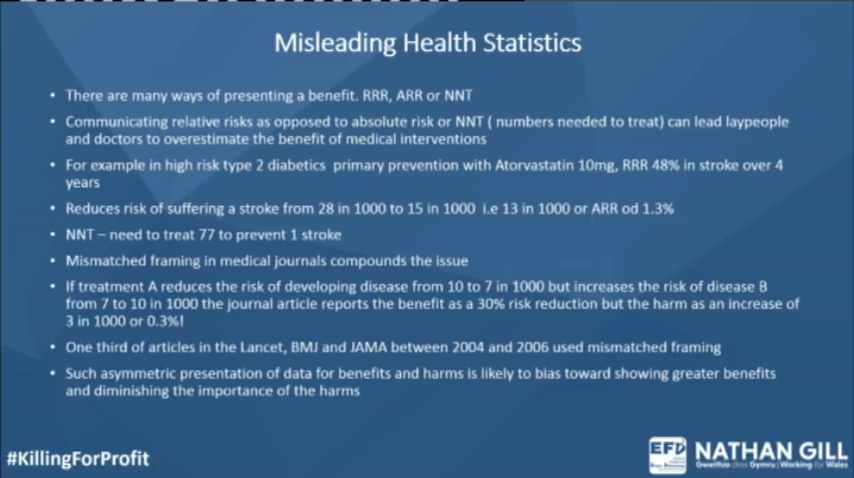 Misleading Health Statistics
• There are many ways of presenting a benefit. RRR, ARR or NNT
• Communicating relative risks as opposed to absolute risk or NNT ( numbers needed to treat) can lead laypeople
and doctors to overestimate the benefit of medical interventions
• For example in high risk type 2 diabetics primary prevention with Atorvastatin 10mg, RRR 48% in stroke over 4
years
• Reduces risk of suffering a stroke from 28 in 1000 to 15 in 1000 i.e 13 in 1000 or ARR od 1.3%
• NNT – need to treat 77 to prevent 1 stroke
• Mismatched framing in medical journals compounds the issue
• If treatment A reduces the risk of developing disease from 10 to 7 in 1000 but increases the risk of disease B
from 7 to 10 in 1000 the journal article reports the benefit as a 30% risk reduction but the harm as an increase of
3 in 1000 or 0.3%!
• One third of articles in the Lancet, BMJ and JAMA between 2004 and 2006 used mismatched framing
• Such asymmetric presentation of data for benefits and harms is likely to bias toward showing greater benefits
and diminishing the importance of the harms
#KillingForProfit
EFD
NATHAN GILL
Gweithio dros Gymru | Working for Wales